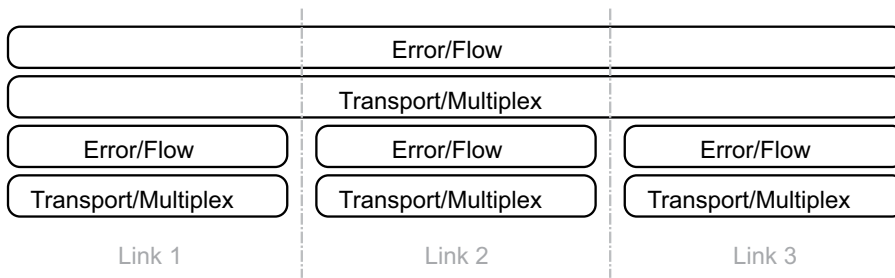 Error/Flow
Transport/Multiplex
Error/Flow Error/Flow Error/Flow
Transport/Multiplex Transport/Multiplex Transport/Multiplex
Link 1 Link 2 Link 3